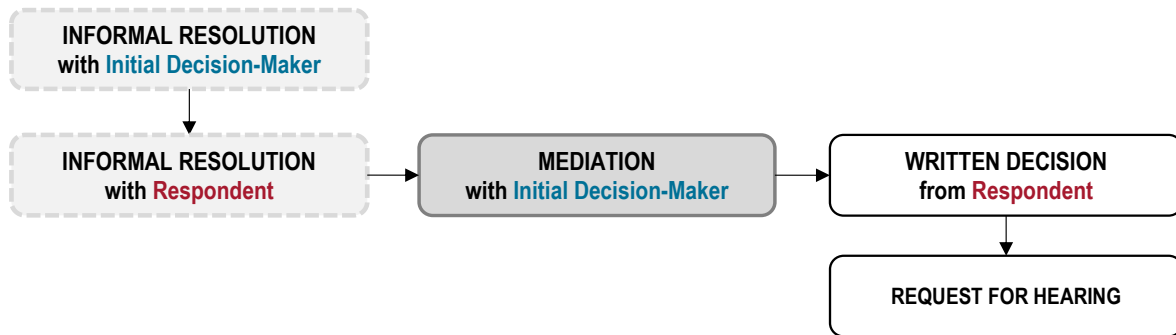 INFORMAL RESOLUTION
with Initial Decision-Maker
INFORMAL RESOLUTION
with Respondent
MEDIATION
with Initial Decision-Maker
WRITTEN DECISION
from Respondent
REQUEST FOR HEARING